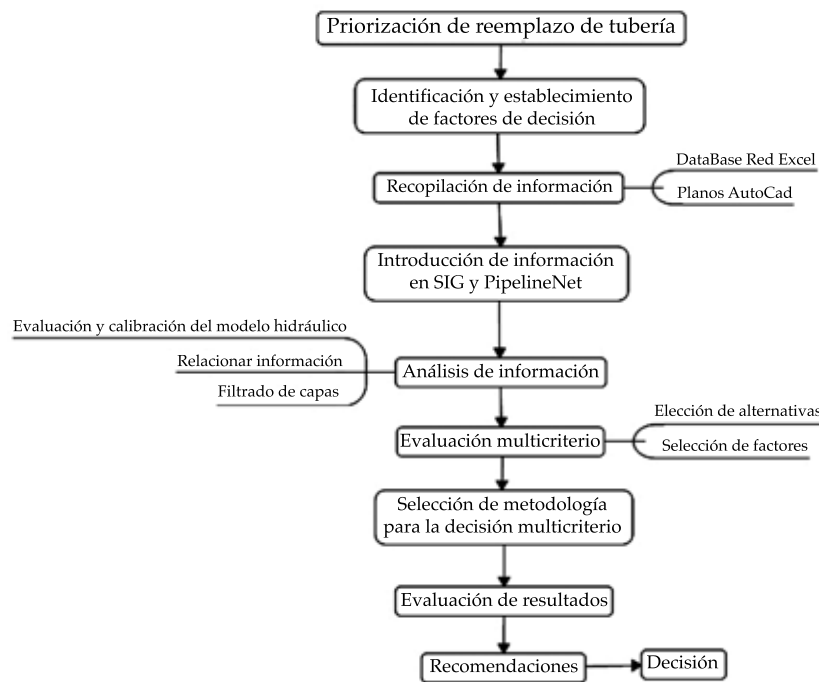 Priorización de reemplazo de tubería
Identificación y establecimiento
de factores de decisión
Recopilación de información
DataBase Red Excel
Planos AutoCad
Introducción de información
en SIG y PipelineNet
Evaluación y calibración del modelo hidráulico
Relacionar información
Filtrado de capas
Análisis de información
Evaluación multicriterio
Elección de alternativas
Selección de factores
Selección de metodología
para la decisión multicriterio
Evaluación de resultados
Recomendaciones
Decisión